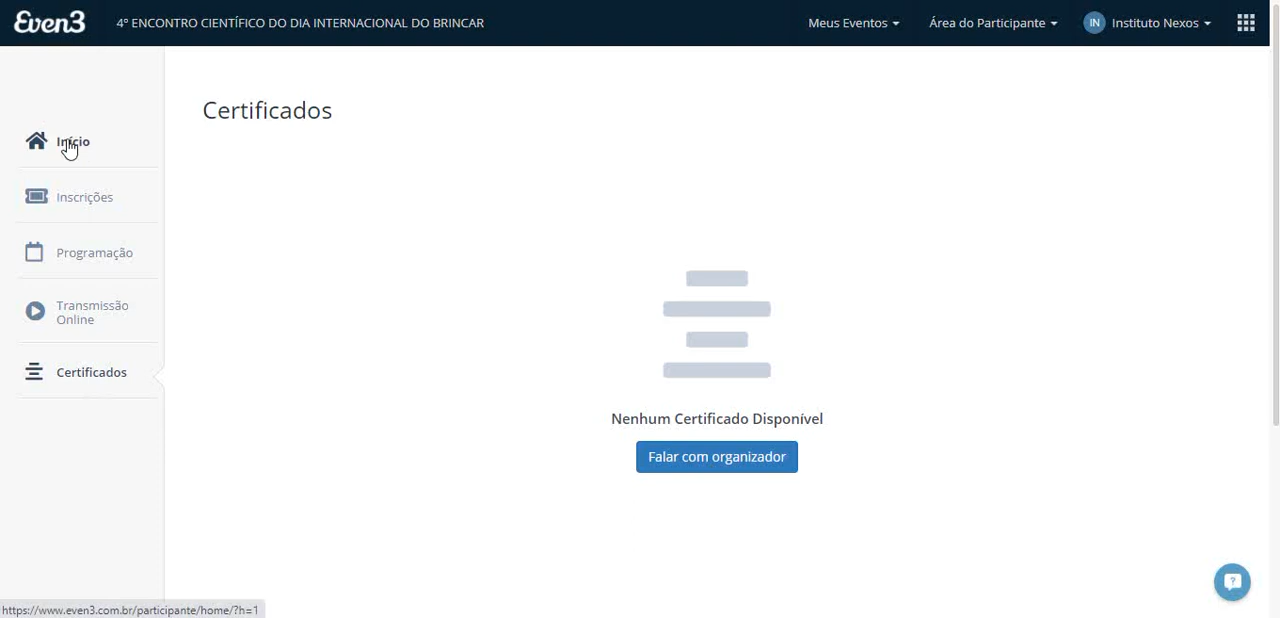 Even3
4º ENCONTRO CIENTÍFICO DO DIA INTERNACIONAL DO BRINCAR
Meus Eventos
Área do Participante
IN
Instituto Nexos
Certificados
Início
Inscrições
Programação
Transmissão
Online
Certificados
Nenhum Certificado Disponível
Falar com organizador
?
https://www.even3.com.br/participante/home/?h=1